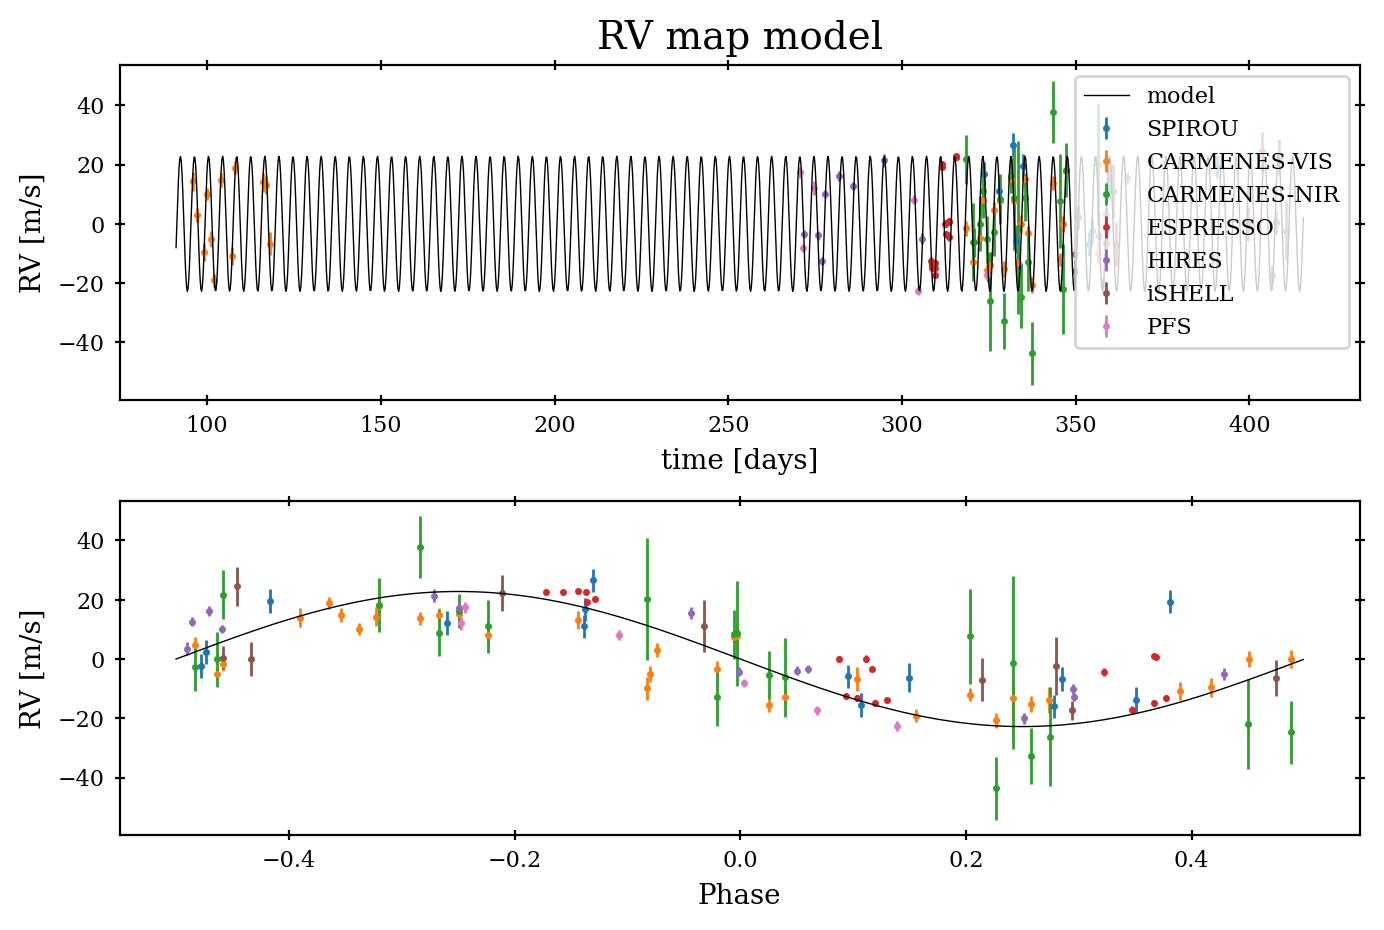 RV map model
RV [m/s]
40
20
0
−20
−40
model
SPIROU
CARMENES-VIS
CARMENES-NIR
ESPRESSO
HIRES
iSHELL
PFS
100 150 200 250 300 350 400
time [days]
RV [m/s]
40
20
0
−20
−40
−0.4 −0.2 0.0 0.2 0.4
Phase